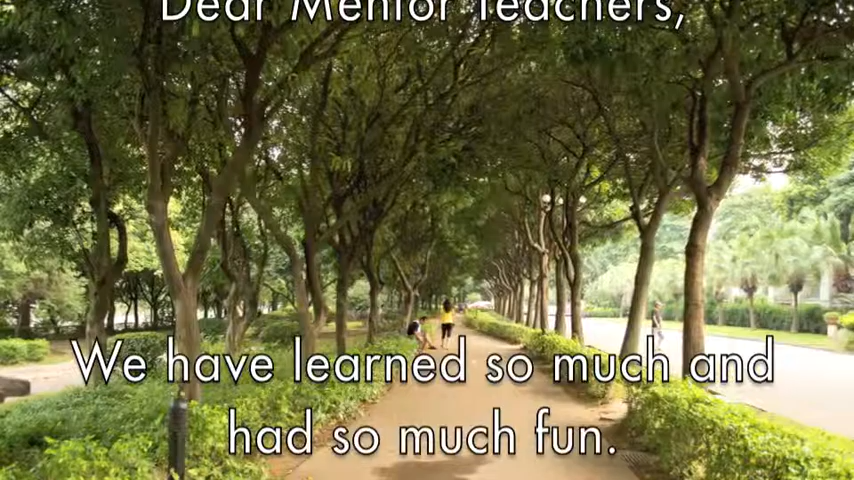 Dear Mentor Teachers,
We have learned so much and
had so much fun.